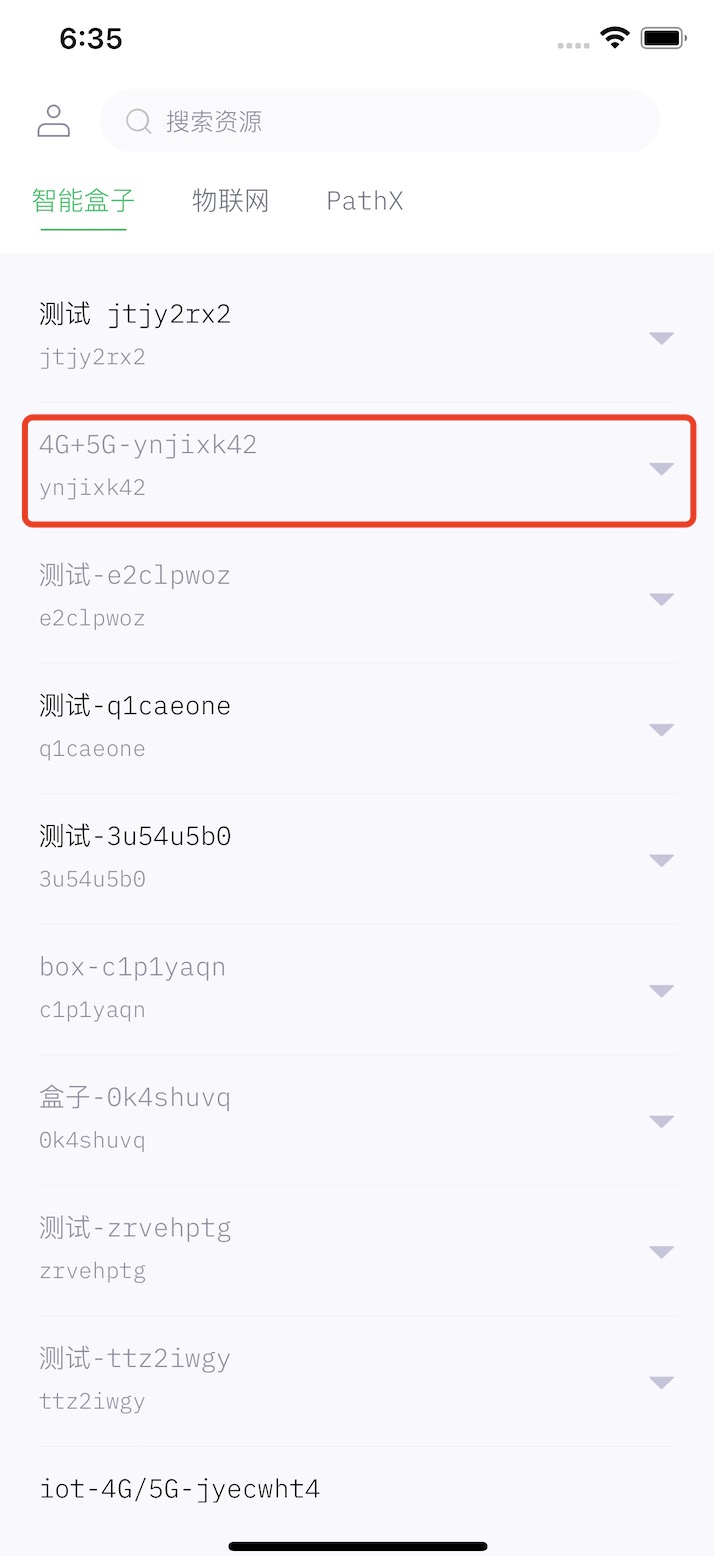 6:35
搜索资源
智能盒子 物联网 PathX
测试 jtjy2rx2
jtjy2rx2
4G+5G-ynjixk42
ynjixk42
测试-e2clpwoz
e2clpwoz
测试-q1caeone
q1caeone
测试-3u54u5b0
3u54u5b0
box-c1p1yaqn
c1p1yaqn
盒子-0k4shuvq
0k4shuvq
测试-zrvehptg
zrvehptg
测试-ttz2iwgy
ttz2iwgy
iot-4G/5G-jyecwht4